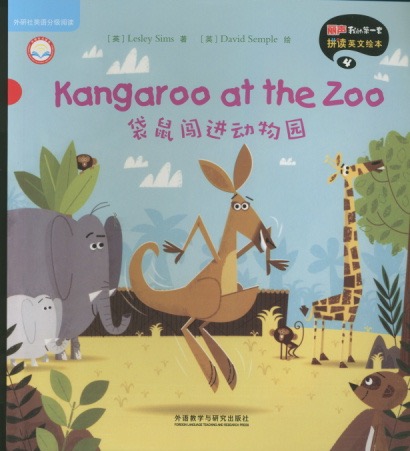 外研社英语分级阅读
[英] Lesley Sims 著 [英] David Semple 绘
丽声我的第一套
拼读英文绘本
4
Kangaroo at the Zoo
袋鼠闯进动物园
外语教学与研究出版社
FOREIGN LANGUAGE TEACHING AND RESEARCH PRESS